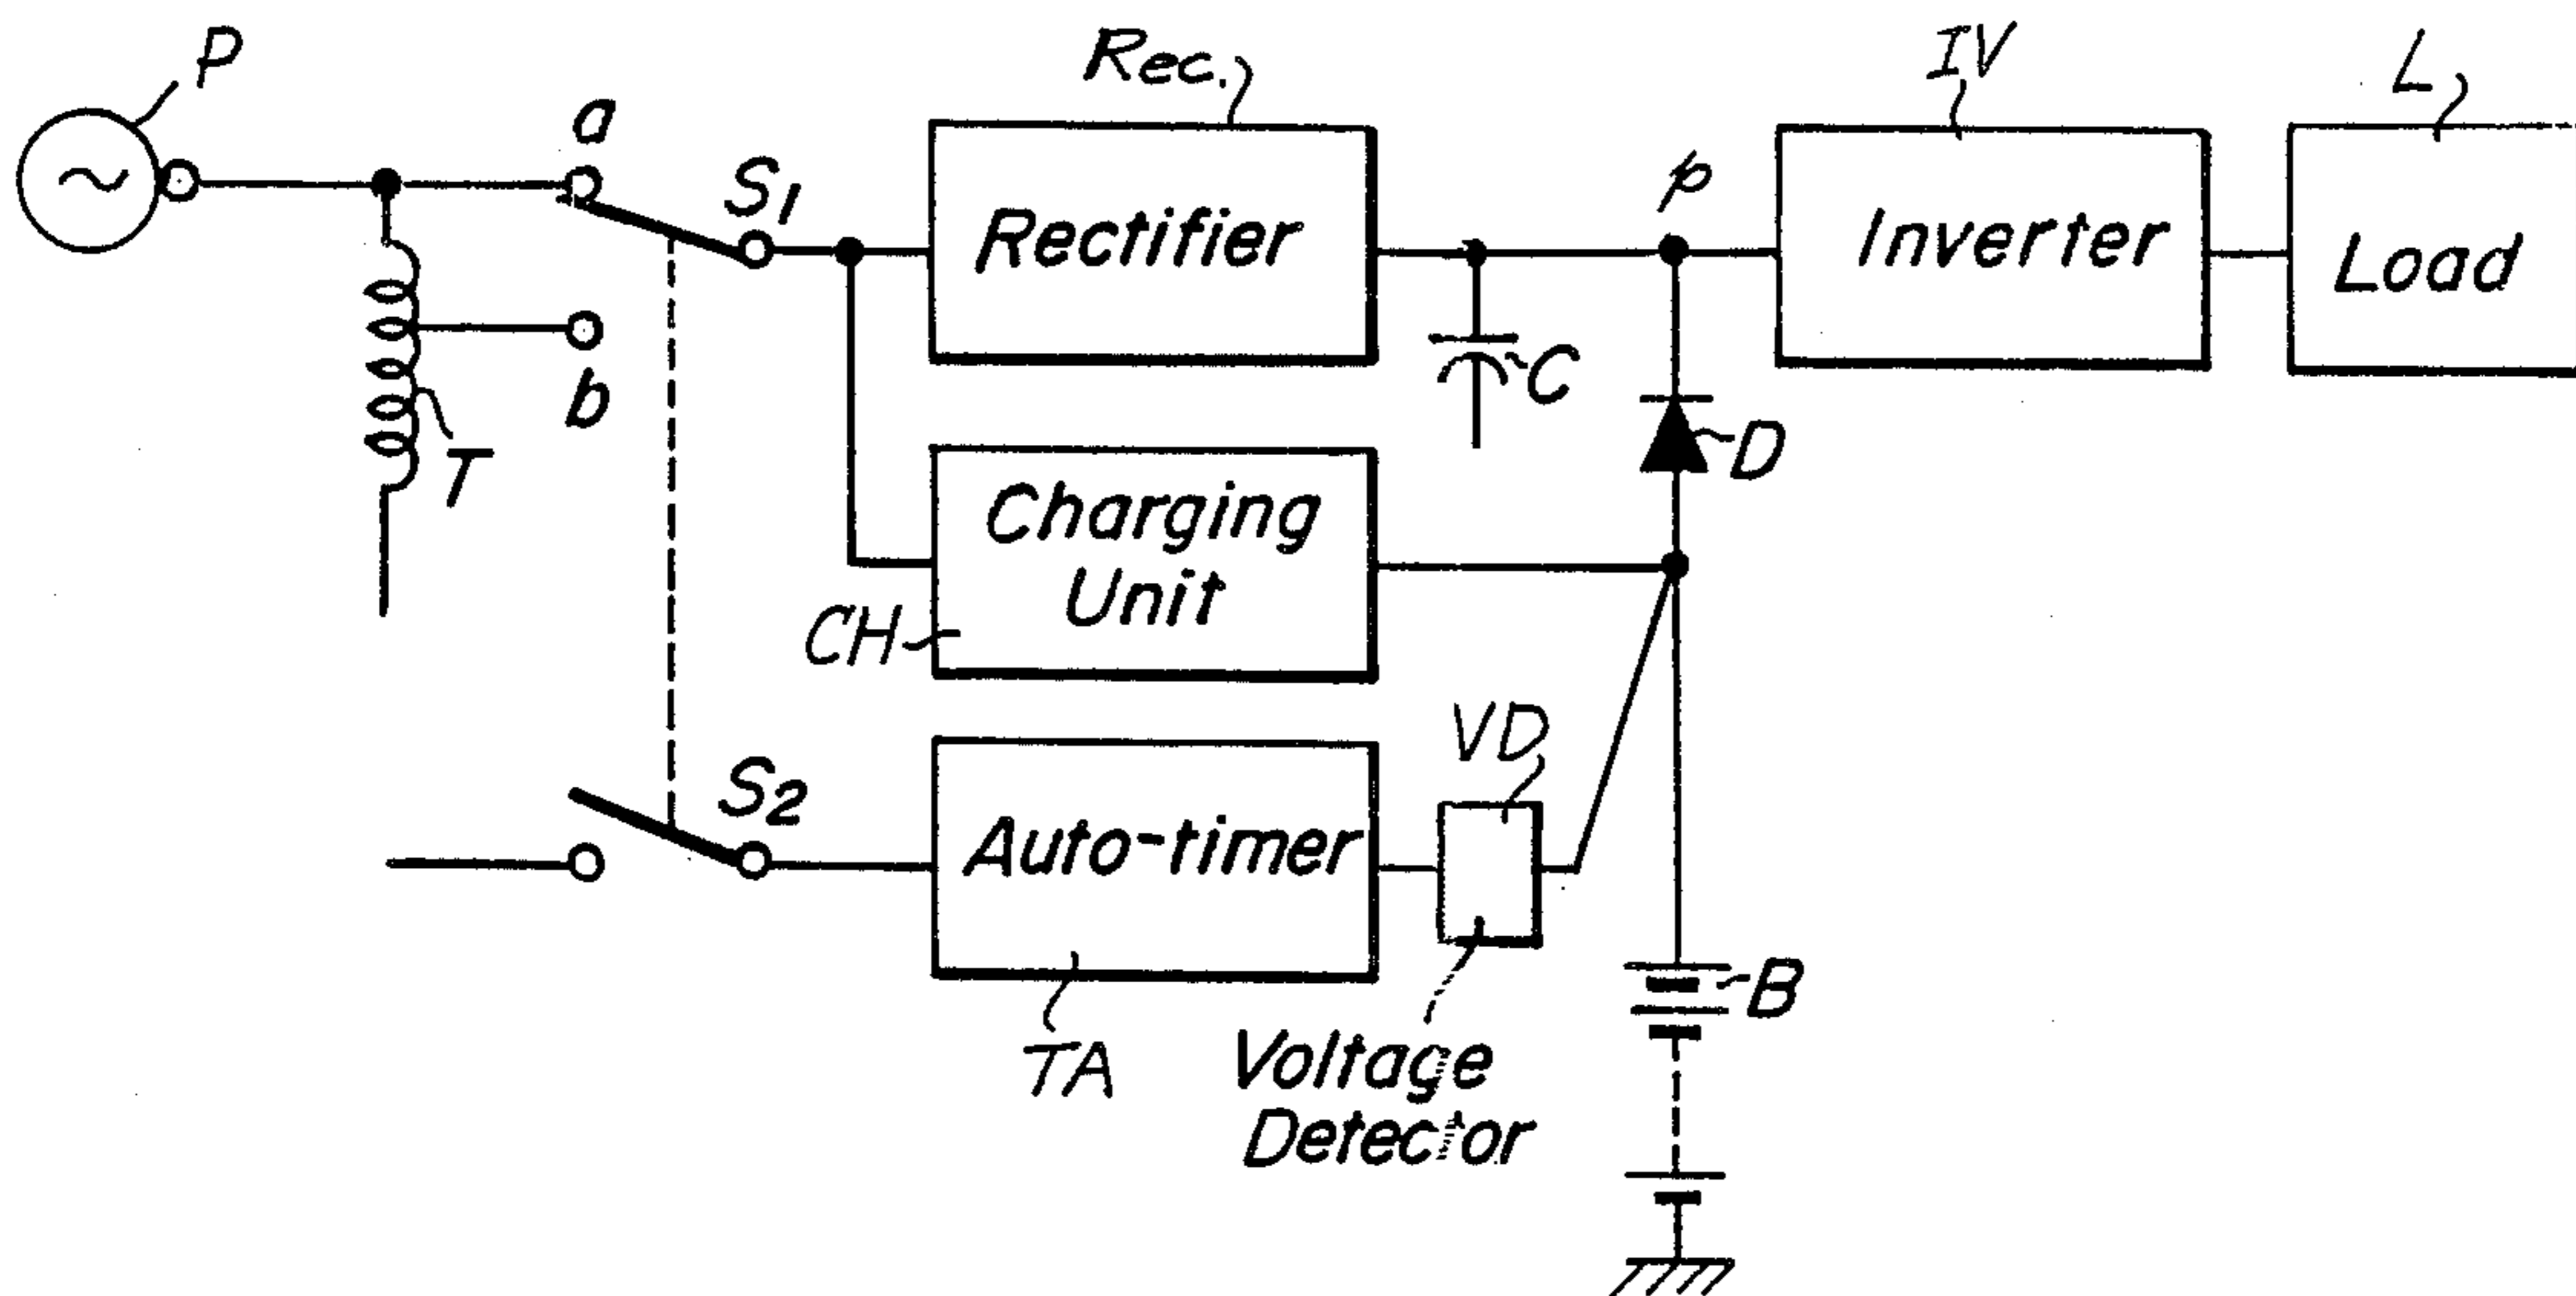 P
a
S1
Rec.
Rectifier
p
IV
Inverter
L
Load
b
T
C
D
Charging
Unit
CH
S2
Auto-timer
TA
VD
Voltage
Detector
B